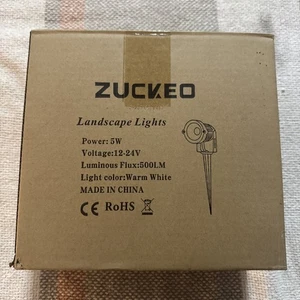 ZUCKEO
Landscape Lights
Power: 5W
Voltage:12-24V
Luminous Flux:500LM
Light color:Warm White
MADE IN CHINA
CE RoHS